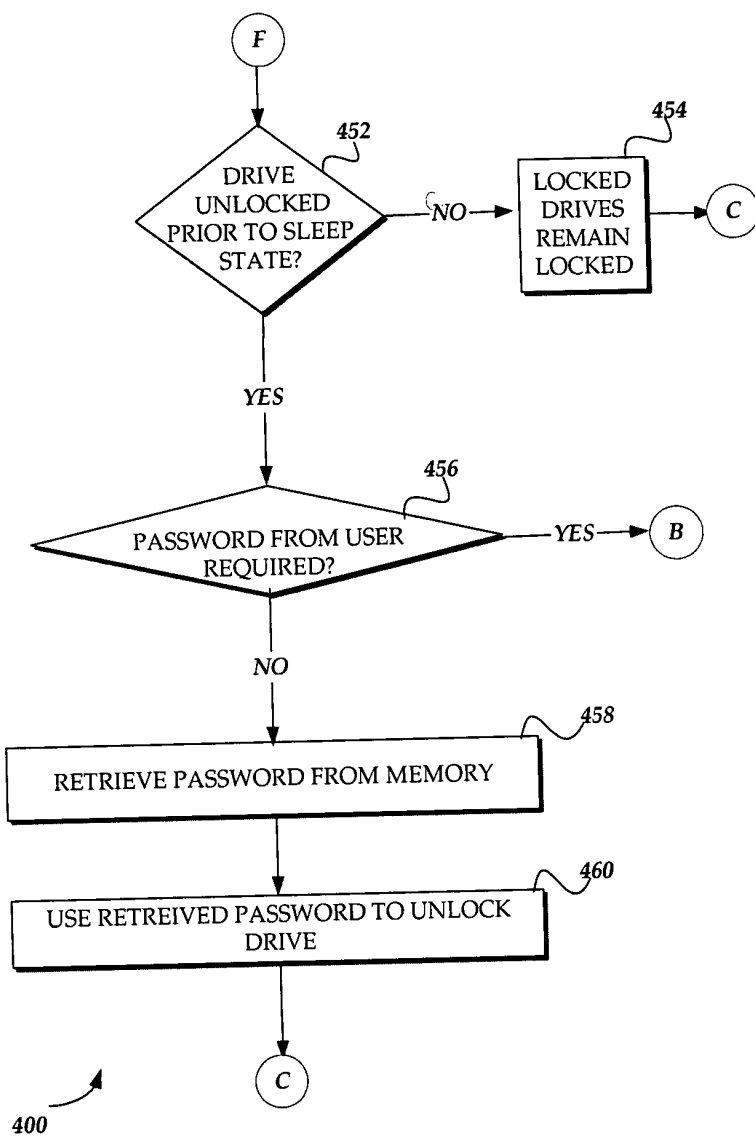 F
452
DRIVE
UNLOCKED
PRIOR TO SLEEP
STATE?
NO
454
LOCKED
DRIVES
REMAIN
LOCKED
C
YES
456
PASSWORD FROM USER
REQUIRED?
YES
B
NO
458
RETRIEVE PASSWORD FROM MEMORY
460
USE RETREIVED PASSWORD TO UNLOCK
DRIVE
C
400